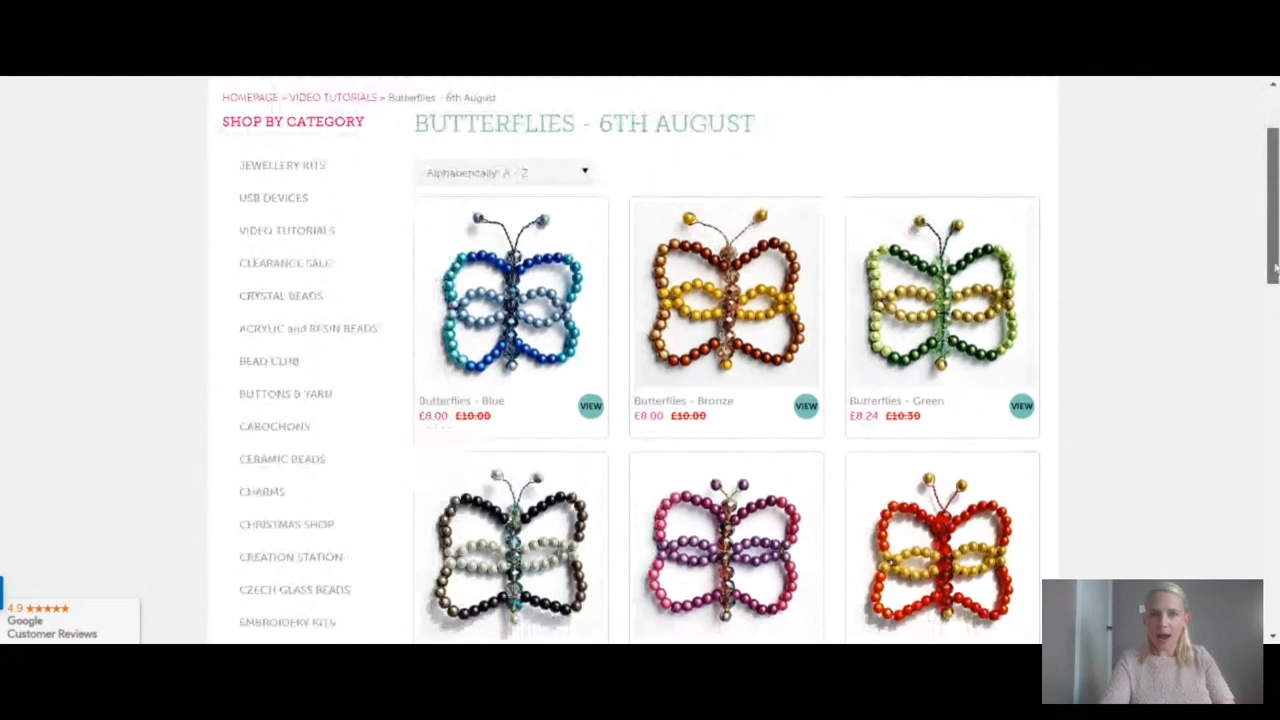 HOMEPAGE > VIDEO TUTORIALS > Butterflies - 6th August
SHOP BY CATEGORY
BUTTERFLIES - 6TH AUGUST
Alphabetically: A - Z
JEWELLERY KITS
USB DEVICES
VIDEO TUTORIALS
CLEARANCE SALE
CRYSTAL BEADS
ACRYLIC and RESIN BEADS
BEAD CLUB
BUTTONS & YARN
CABOCHONS
CERAMIC BEADS
CHARMS
CHRISTMAS SHOP
CREATION STATION
CZECH GLASS BEADS
EMBROIDERY KITS
Butterflies - Blue
£8.00 £10.00
VIEW
Butterflies - Bronze
£8.00 £10.00
VIEW
Butterflies - Green
£8.24 £10.30
VIEW
4.9 ★★★★★
Google
Customer Reviews